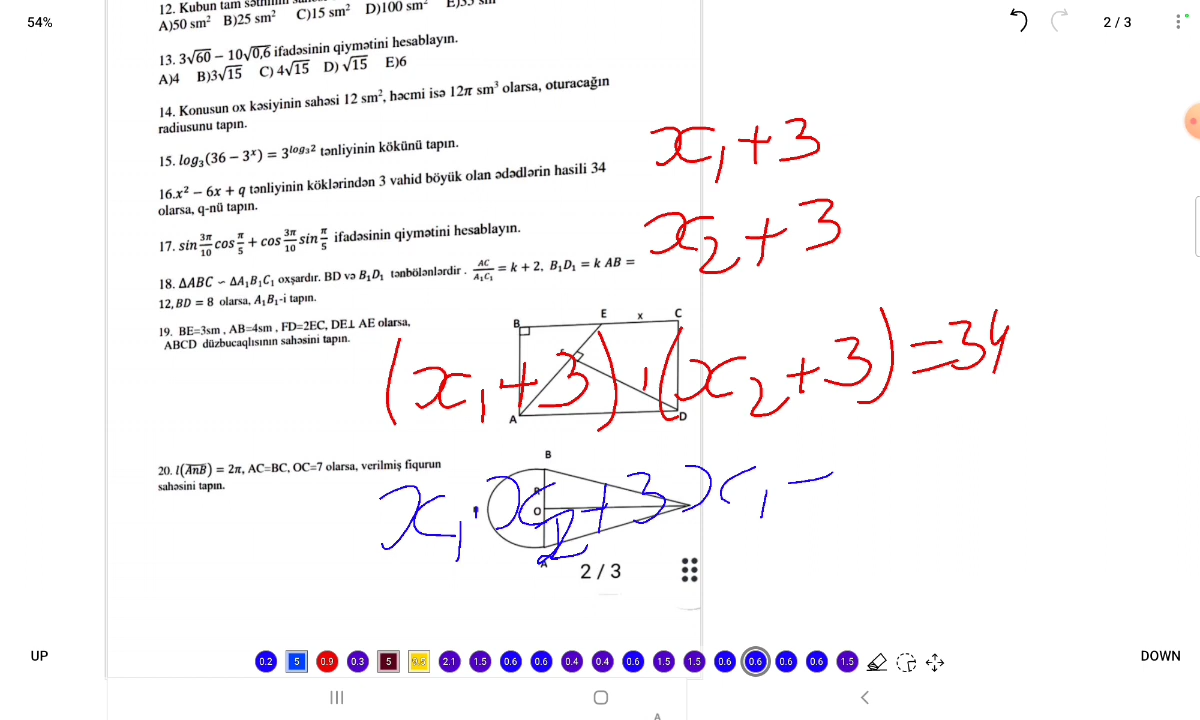 54%
2 / 3
12. Kubun tam səthinin
A)50 sm² B)25 sm² C)15 sm² D)100 sm² E)35 sm
13. 3√60 – 10√0,6 ifadəsinin qiymətini hesablayın.
A)4 B)3√15 C) 4√15 D) √15 E)6
14. Konusun ox kəsiyinin sahəsi 12 sm², həcmi isə 12π sm³ olarsa, oturacağın
radiusunu tapın.
15. log₃(36 – 3ˣ) = 3^(log₃2) tənliyinin kökünü tapın.
16.x² – 6x + q tənliyinin köklərindən 3 vahid böyük olan ədədlərin hasili 34
olarsa, q-nü tapın.
17. sin 3π/10 cos π/5 + cos 3π/10 sin π/5 ifadəsinin qiymətini hesablayın.
18. ΔABC ∽ ΔA₁B₁C₁ oxşardır. BD və B₁D₁ tənbölənlərdir . AC/A₁C₁ = k + 2, B₁D₁ = k AB =
12, BD = 8 olarsa, A₁B₁-i tapın.
19. BE=3sm , AB=4sm , FD=2EC, DE⊥ AE olarsa,
ABCD düzbucaqlısının sahəsini tapın.
B E x C
A D
x₁ + 3
x₂ + 3
(x₁ + 3) · (x₂ + 3) = 34
20. l(AnB) = 2π, AC=BC, OC=7 olarsa, verilmiş fiqurun
sahəsini tapın.
B
O
x₁ · x₂ + 3x₁ –
2 / 3
UP
DOWN
0.2 5 0.9 0.3 5 9.5 2.1 1.5 0.6 0.6 0.4 0.4 0.6 1.5 1.5 0.6 0.6 0.6 0.6 1.5